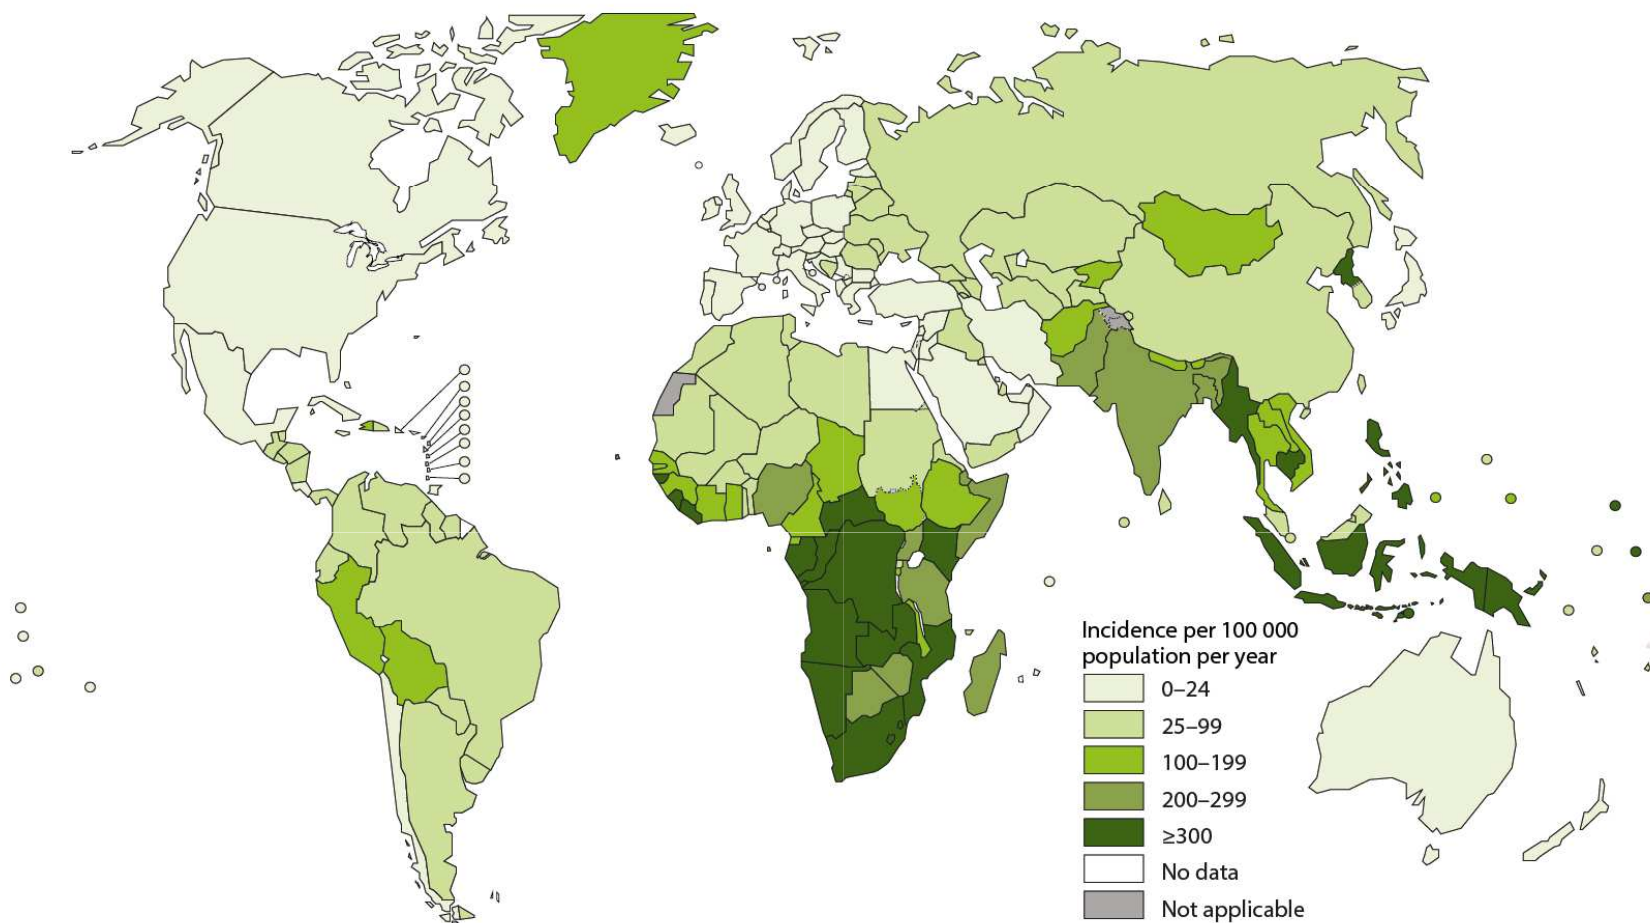 Incidence per 100 000
population per year
0–24
25–99
100–199
200–299
≥300
No data
Not applicable